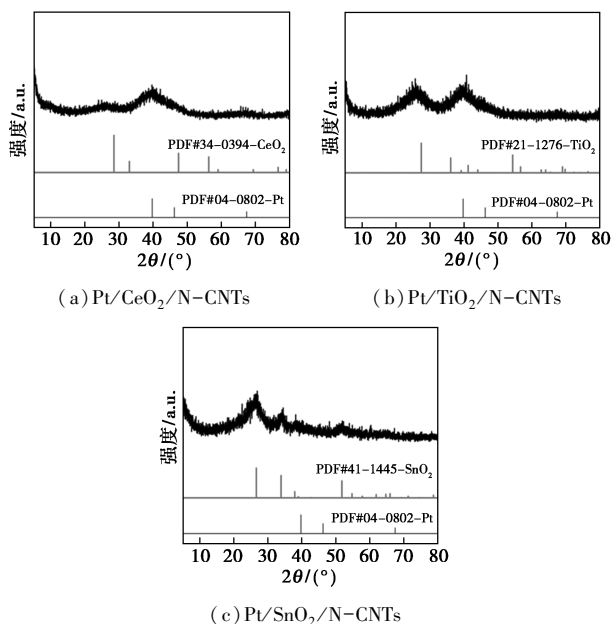 强度/a.u.
PDF#34-0394-CeO₂
PDF#04-0802-Pt
10 20 30 40 50 60 70 80
2θ/(°)
(a)Pt/CeO₂/N-CNTs
强度/a.u.
PDF#21-1276-TiO₂
PDF#04-0802-Pt
10 20 30 40 50 60 70 80
2θ/(°)
(b)Pt/TiO₂/N-CNTs
强度/a.u.
PDF#41-1445-SnO₂
PDF#04-0802-Pt
10 20 30 40 50 60 70 80
2θ/(°)
(c)Pt/SnO₂/N-CNTs